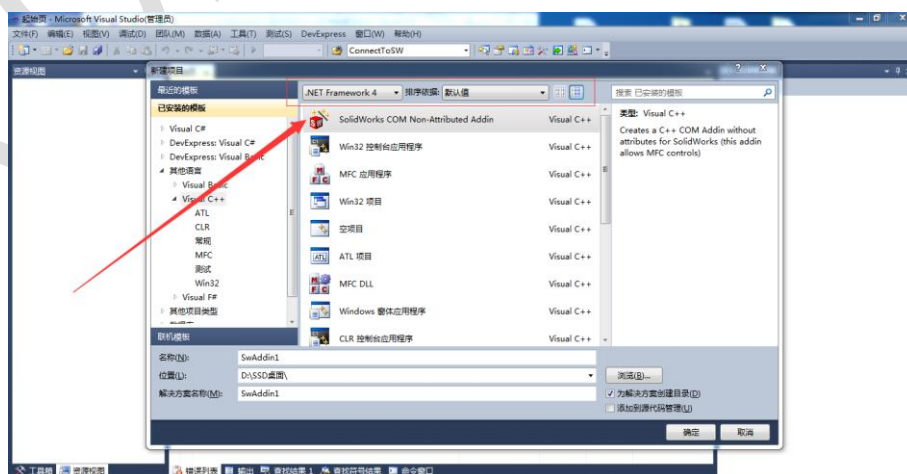 起始页 - Microsoft Visual Studio(管理员)
文件(F) 编辑(E) 视图(V) 调试(D) 团队(M) 数据(A) 工具(T) 测试(S) DevExpress 窗口(W) 帮助(H)
ConnectToSW
资源视图
新建项目
最近的模板
.NET Framework 4 排序依据: 默认值
搜索 已安装的模板
已安装的模板
SolidWorks COM Non-Attributed Addin Visual C++
类型: Visual C++
Creates a C++ COM Addin without
attributes for SolidWorks (this addin
allows MFC controls)
Visual C#
DevExpress: Visual C#
DevExpress: Visual Basic
其他语言
Visual Basic
Visual C++
ATL
CLR
常规
MFC
测试
Win32
Visual F#
其他项目类型
Win32 控制台应用程序 Visual C++
MFC 应用程序 Visual C++
Win32 项目 Visual C++
空项目 Visual C++
ATL 项目 Visual C++
MFC DLL Visual C++
Windows 窗体应用程序 Visual C++
CLR 控制台应用程序 Visual C++
联机模板
名称(N): SwAddin1
位置(L): D:\SSD桌面\ 浏览(B)...
解决方案名称(M): SwAddin1
为解决方案创建目录(D)
添加到源代码管理(U)
确定 取消
工具箱 资源视图 错误列表 输出 查找结果 1 查找符号结果 命令窗口